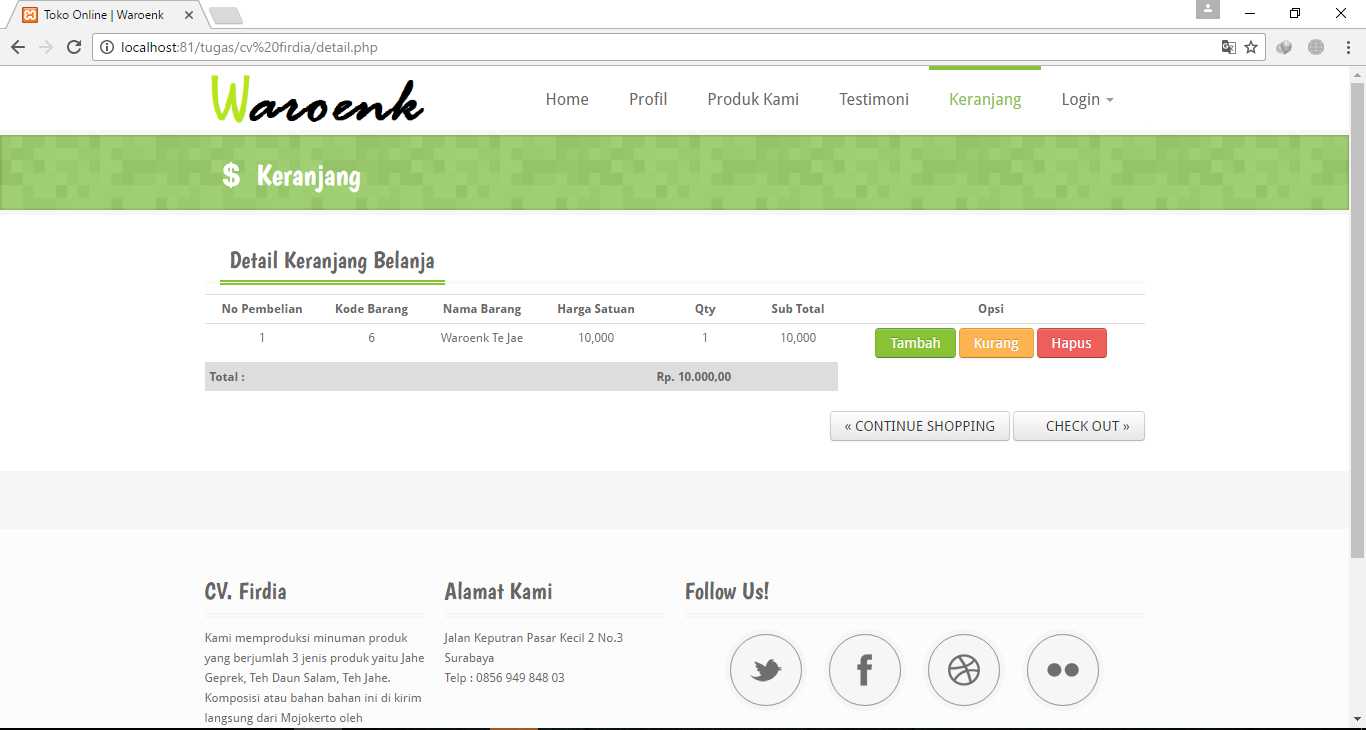 Toko Online | Waroenk
localhost:81/tugas/cv%20firdia/detail.php
Waroenk
Home Profil Produk Kami Testimoni Keranjang Login
$ Keranjang
Detail Keranjang Belanja
No Pembelian Kode Barang Nama Barang Harga Satuan Qty Sub Total Opsi
1 6 Waroenk Te Jae 10,000 1 10,000 Tambah Kurang Hapus
Total : Rp. 10.000,00
« CONTINUE SHOPPING CHECK OUT »
CV. Firdia
Kami memproduksi minuman produk
yang berjumlah 3 jenis produk yaitu Jahe
Geprek, Teh Daun Salam, Teh Jahe.
Komposisi atau bahan bahan ini di kirim
langsung dari Mojokerto oleh
Alamat Kami
Jalan Keputran Pasar Kecil 2 No.3
Surabaya
Telp : 0856 949 848 03
Follow Us!